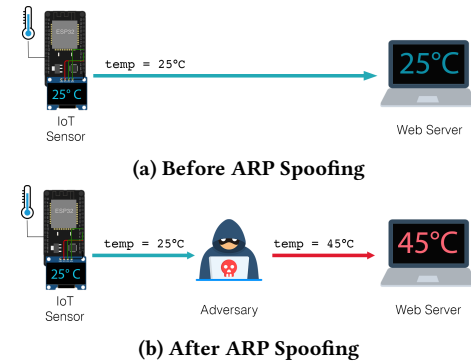 ESP32
temp = 25°C
25°C
25° C
IoT
Sensor
Web Server
(a) Before ARP Spoofing
ESP32
temp = 25°C
temp = 45°C
45°C
25° C
IoT
Sensor
Adversary
Web Server
(b) After ARP Spoofing